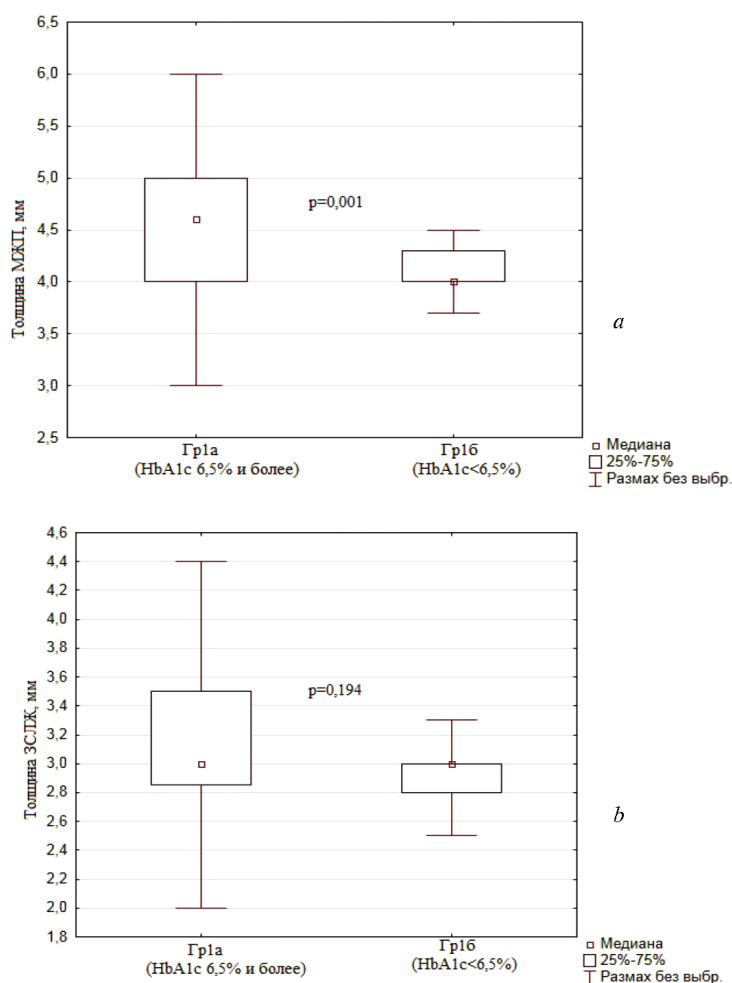 6,5
6,0
5,5
5,0
4,5
4,0
3,5
3,0
2,5
Толщина МЖП, мм
p=0,001
a
Гр1а
(HbA1c 6,5% и более)
Гр1б
(HbA1c<6,5%)
Медиана
25%-75%
Размах без выбр.
4,6
4,4
4,2
4,0
3,8
3,6
3,4
3,2
3,0
2,8
2,6
2,4
2,2
2,0
1,8
Толщина ЗСЛЖ, мм
p=0,194
b
Гр1а
(HbA1c 6,5% и более)
Гр1б
(HbA1c<6,5%)
Медиана
25%-75%
Размах без выбр.